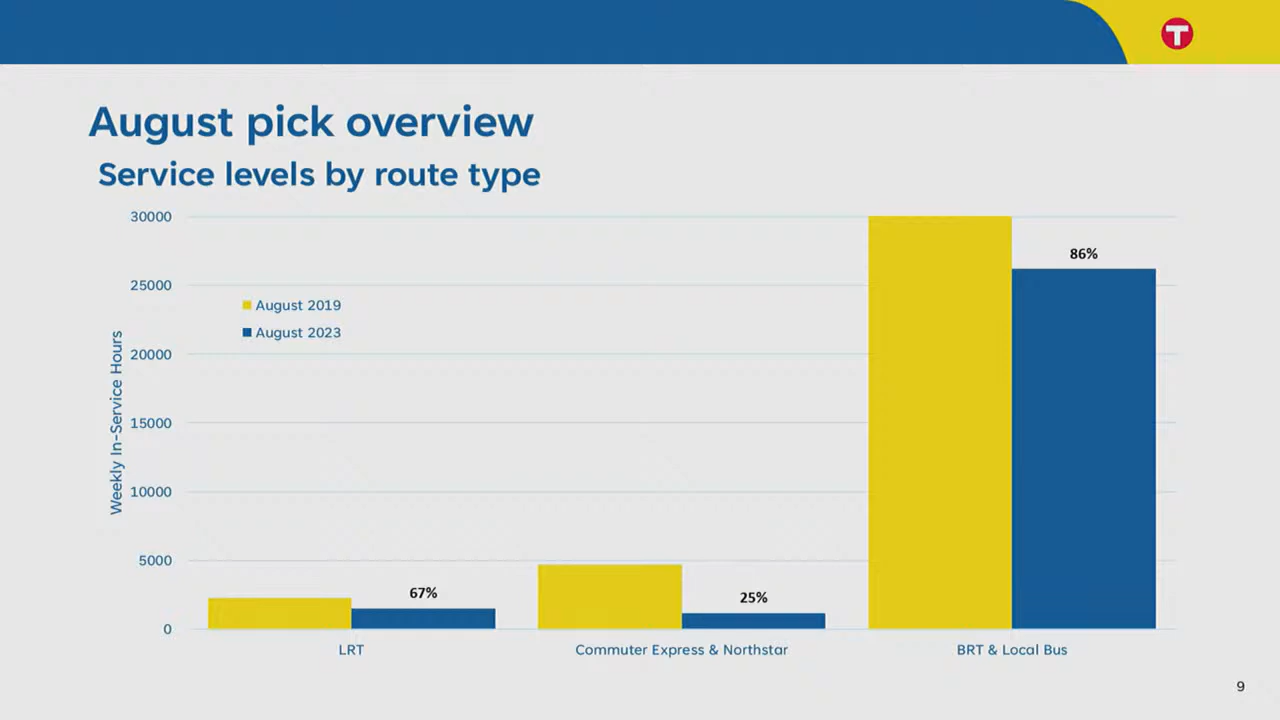 T
August pick overview
Service levels by route type
Weekly In-Service Hours
30000
25000
20000
15000
10000
5000
0
August 2019
August 2023
67%
25%
86%
LRT
Commuter Express & Northstar
BRT & Local Bus
9